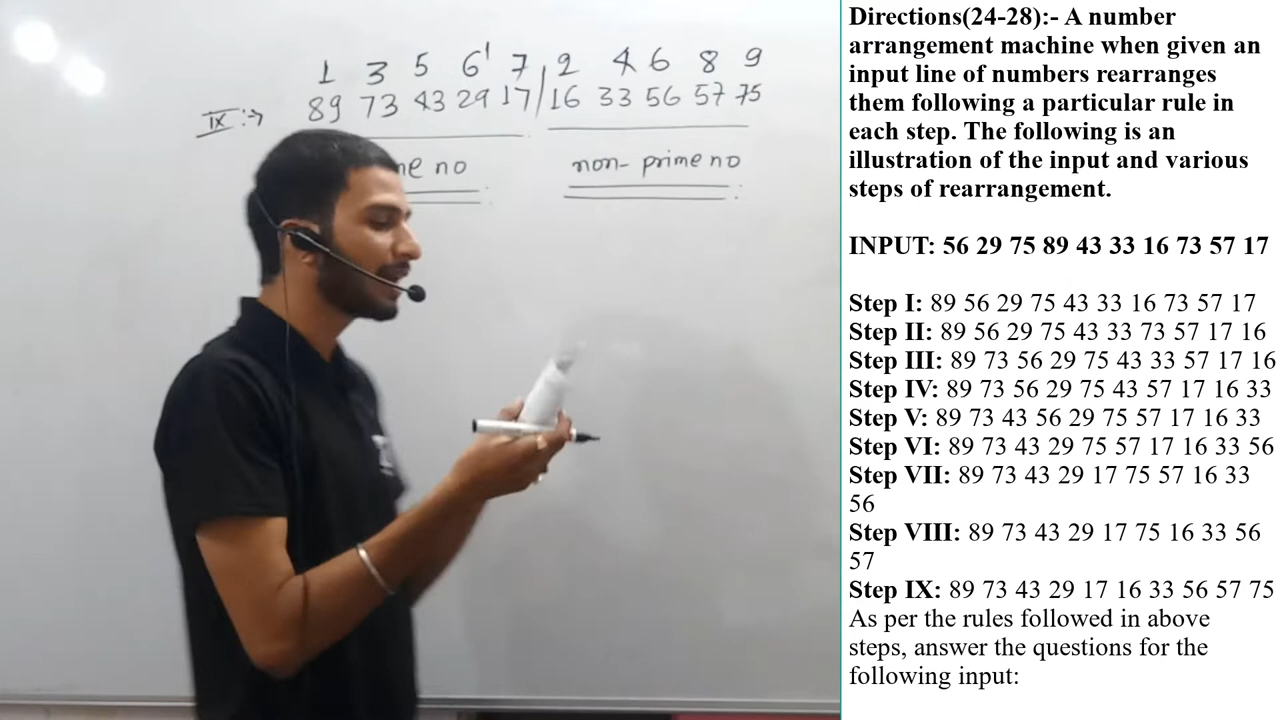 1 3 5 6' 7 / 2 4 6 8 9
IX :→ 89 73 43 29 17 / 16 33 56 57 75
no non-prime no
Directions(24-28):- A number
arrangement machine when given an
input line of numbers rearranges
them following a particular rule in
each step. The following is an
illustration of the input and various
steps of rearrangement.
INPUT: 56 29 75 89 43 33 16 73 57 17
Step I: 89 56 29 75 43 33 16 73 57 17
Step II: 89 56 29 75 43 33 73 57 17 16
Step III: 89 73 56 29 75 43 33 57 17 16
Step IV: 89 73 56 29 75 43 57 17 16 33
Step V: 89 73 43 56 29 75 57 17 16 33
Step VI: 89 73 43 29 75 57 17 16 33 56
Step VII: 89 73 43 29 17 75 57 16 33
56
Step VIII: 89 73 43 29 17 75 16 33 56
57
Step IX: 89 73 43 29 17 16 33 56 57 75
As per the rules followed in above
steps, answer the questions for the
following input: